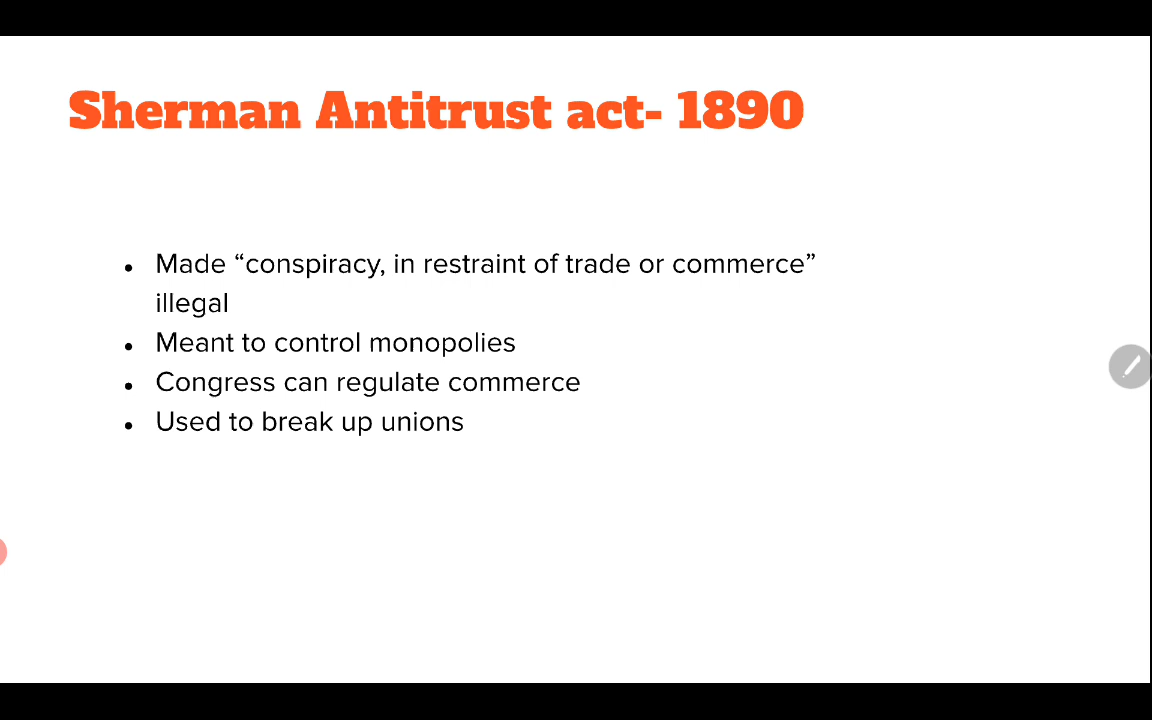 Sherman Antitrust act- 1890
• Made “conspiracy, in restraint of trade or commerce”
illegal
• Meant to control monopolies
• Congress can regulate commerce
• Used to break up unions